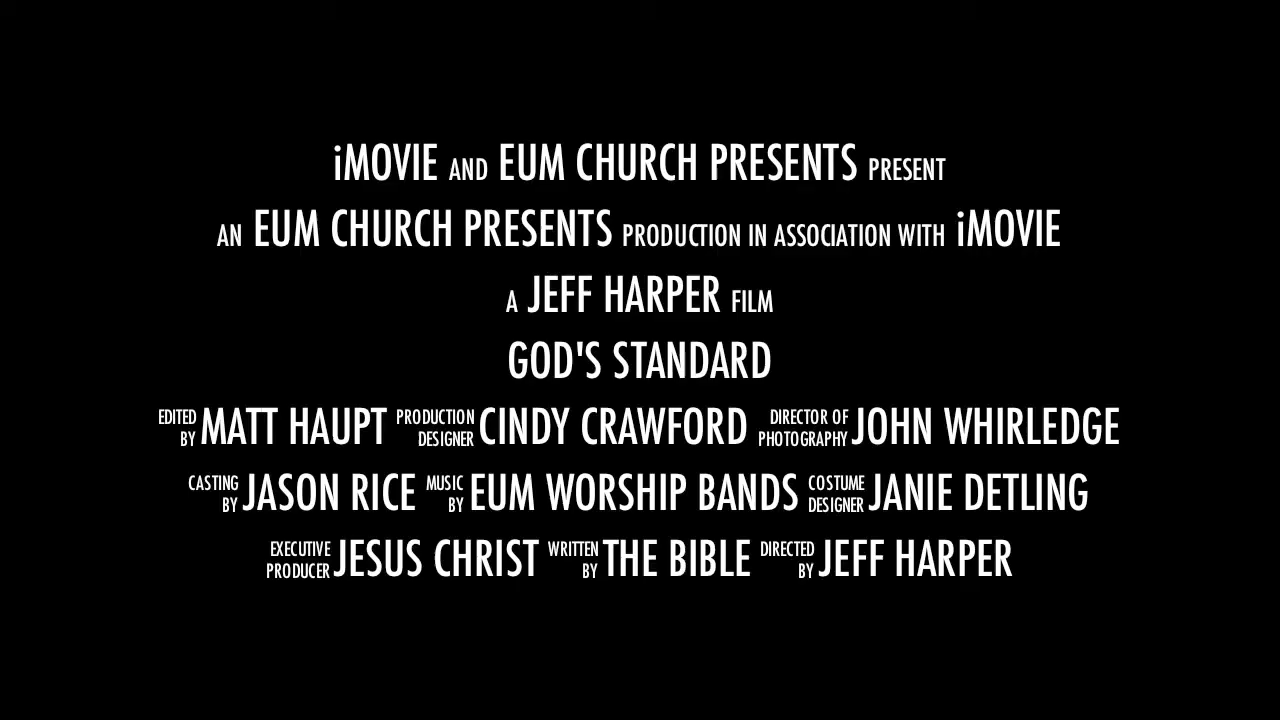 iMOVIE AND EUM CHURCH PRESENTS PRESENT
AN EUM CHURCH PRESENTS PRODUCTION IN ASSOCIATION WITH iMOVIE
A JEFF HARPER FILM
GOD'S STANDARD
EDITED BY MATT HAUPT PRODUCTION DESIGNER CINDY CRAWFORD DIRECTOR OF PHOTOGRAPHY JOHN WHIRLEDGE
CASTING BY JASON RICE MUSIC BY EUM WORSHIP BANDS COSTUME DESIGNER JANIE DETLING
EXECUTIVE PRODUCER JESUS CHRIST WRITTEN BY THE BIBLE DIRECTED BY JEFF HARPER